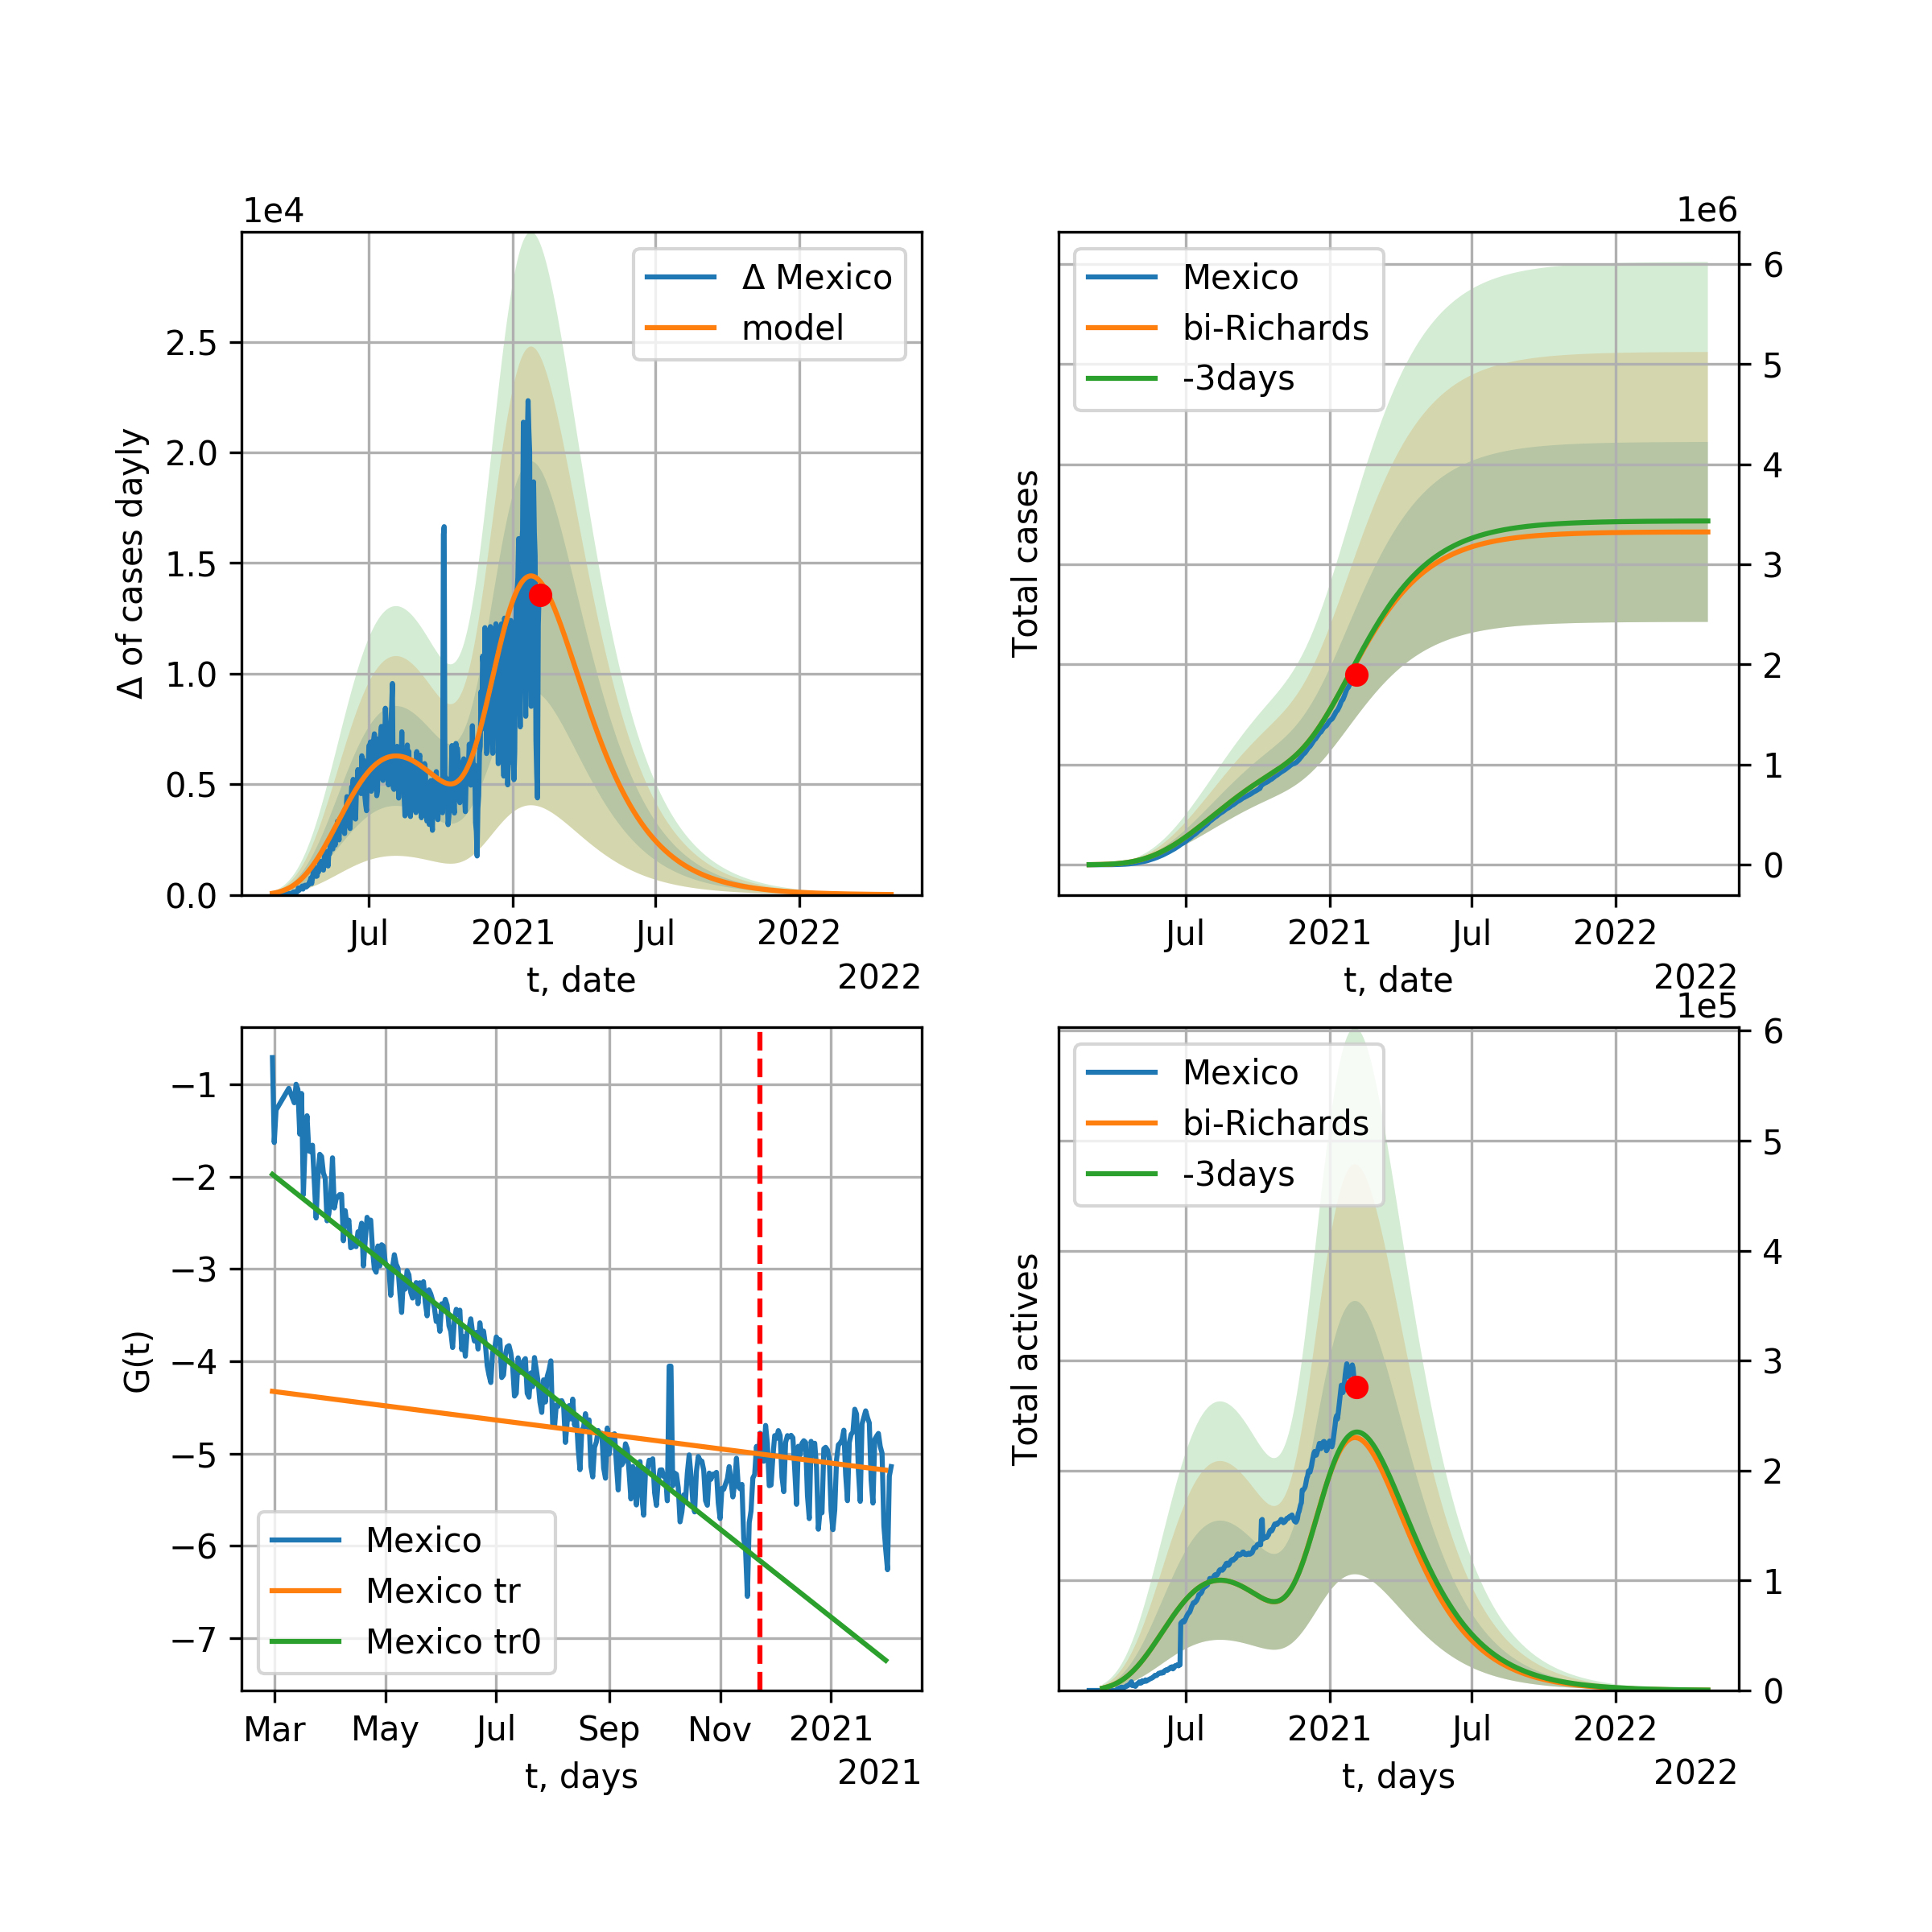 1e4
Δ Mexico
model
2.5
2.0
1.5
1.0
0.5
0.0
Δ of cases dayly
Jul
2021
Jul
2022
t, date
2022
1e6
Mexico
bi-Richards
-3days
6
5
4
3
2
1
0
Total cases
Jul
2021
Jul
2022
t, date
2022
−1
−2
−3
−4
−5
−6
−7
G(t)
Mexico
Mexico tr
Mexico tr0
Mar
May
Jul
Sep
Nov
2021
t, days
2021
1e5
Mexico
bi-Richards
-3days
6
5
4
3
2
1
0
Total actives
Jul
2021
Jul
2022
t, days
2022